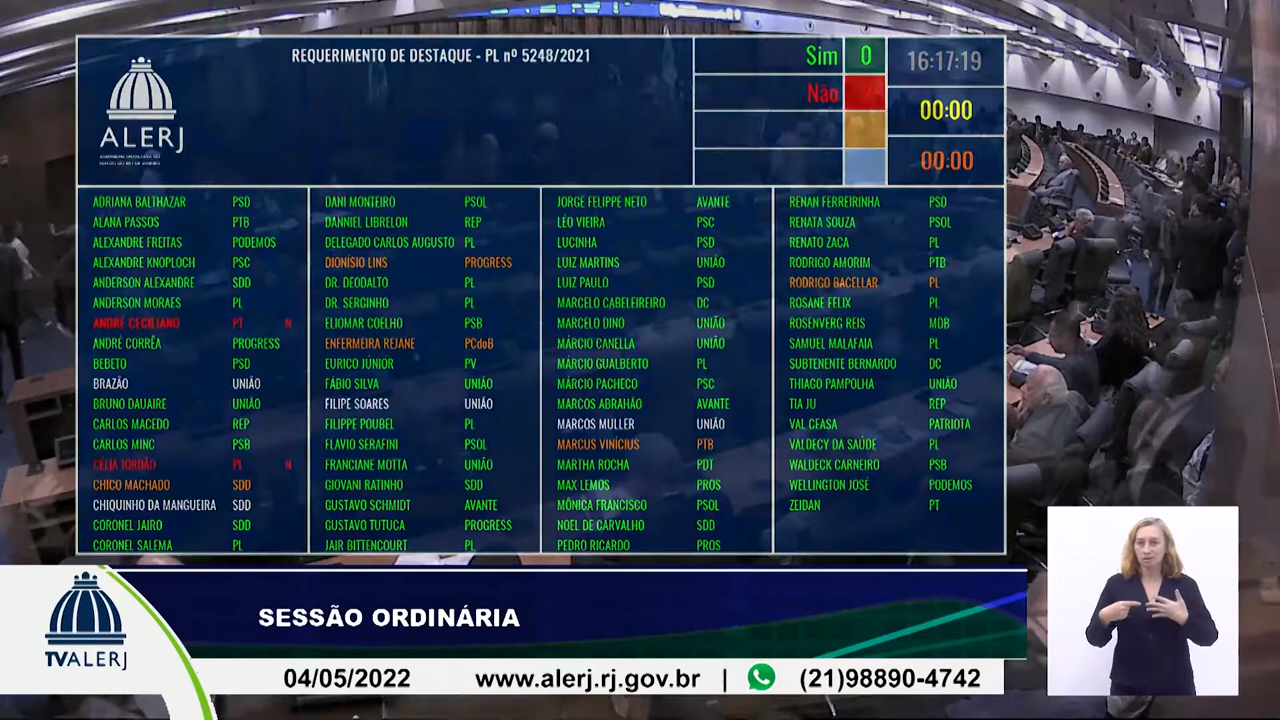 REQUERIMENTO DE DESTAQUE - PL nº 5248/2021
Sim 0
Não
16:17:19
00:00
00:00
ALERJ
ADRIANA BALTHAZAR PSD
ALANA PASSOS PTB
ALEXANDRE FREITAS PODEMOS
ALEXANDRE KNOPLOCH PSC
ANDERSON ALEXANDRE SDD
ANDERSON MORAES PL
ANDRÉ CECILIANO PT N
ANDRÉ CORRÊA PROGRESS
BEBETO PSD
BRAZÃO UNIÃO
BRUNO DAUAIRE UNIÃO
CARLOS MACEDO REP
CARLOS MINC PSB
CÉLIA JORDÃO PL N
CHICO MACHADO SDD
CHIQUINHO DA MANGUEIRA SDD
CORONEL JAIRO SDD
CORONEL SALEMA PL
DANI MONTEIRO PSOL
DANNIEL LIBRELON REP
DELEGADO CARLOS AUGUSTO PL
DIONÍSIO LINS PROGRESS
DR. DEODALTO PL
DR. SERGINHO PL
ELIOMAR COELHO PSB
ENFERMEIRA REJANE PCdoB
EURICO JÚNIOR PV
FÁBIO SILVA UNIÃO
FILIPE SOARES UNIÃO
FILIPPE POUBEL PL
FLAVIO SERAFINI PSOL
FRANCIANE MOTTA UNIÃO
GIOVANI RATINHO SDD
GUSTAVO SCHMIDT AVANTE
GUSTAVO TUTUCA PROGRESS
JAIR BITTENCOURT PL
JORGE FELIPPE NETO AVANTE
LÉO VIEIRA PSC
LUCINHA PSD
LUIZ MARTINS UNIÃO
LUIZ PAULO PSD
MARCELO CABELEIREIRO DC
MARCELO DINO UNIÃO
MÁRCIO CANELLA UNIÃO
MÁRCIO GUALBERTO PL
MÁRCIO PACHECO PSC
MARCOS ABRAHÃO AVANTE
MARCOS MULLER UNIÃO
MARCUS VINÍCIUS PTB
MARTHA ROCHA PDT
MAX LEMOS PROS
MÔNICA FRANCISCO PSOL
NOEL DE CARVALHO SDD
PEDRO RICARDO PROS
RENAN FERREIRINHA PSD
RENATA SOUZA PSOL
RENATO ZACA PL
RODRIGO AMORIM PTB
RODRIGO BACELLAR PL
ROSANE FELIX PL
ROSENVERG REIS MDB
SAMUEL MALAFAIA PL
SUBTENENTE BERNARDO DC
THIAGO PAMPOLHA UNIÃO
TIA JU REP
VAL CEASA PATRIOTA
VALDECY DA SAÚDE PL
WALDECK CARNEIRO PSB
WELLINGTON JOSÉ PODEMOS
ZEIDAN PT
SESSÃO ORDINÁRIA
TVALERJ
04/05/2022 www.alerj.rj.gov.br | (21)98890-4742